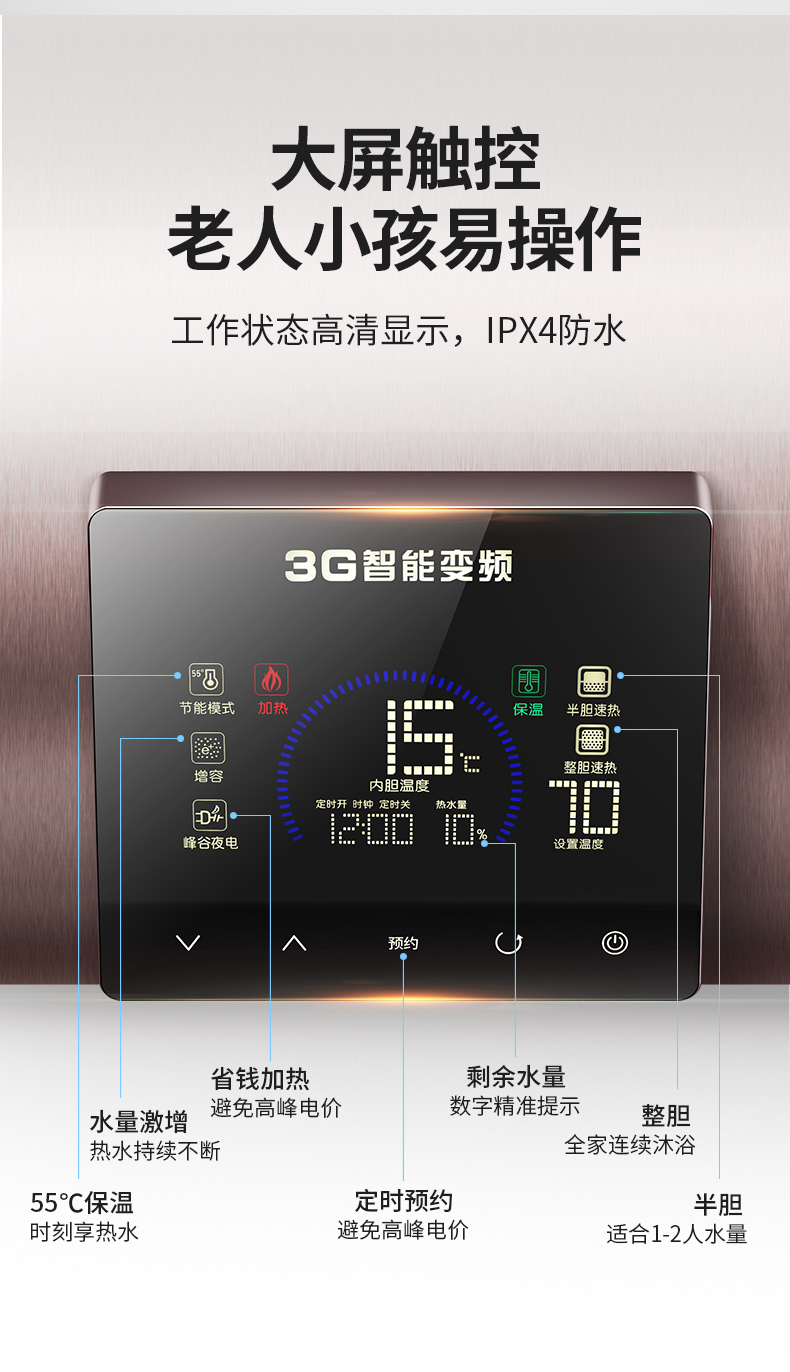 大屏触控
老人小孩易操作
工作状态高清显示，IPX4防水
3G智能变频
55°
节能模式
加热
保温
半胆速热
增容
15℃
内胆温度
整胆速热
定时开 时钟 定时关 热水量
12:00 10%
70
设置温度
峰谷夜电
预约
省钱加热
避免高峰电价
剩余水量
数字精准提示
水量激增
热水持续不断
整胆
全家连续沐浴
55℃保温
时刻享热水
定时预约
避免高峰电价
半胆
适合1-2人水量